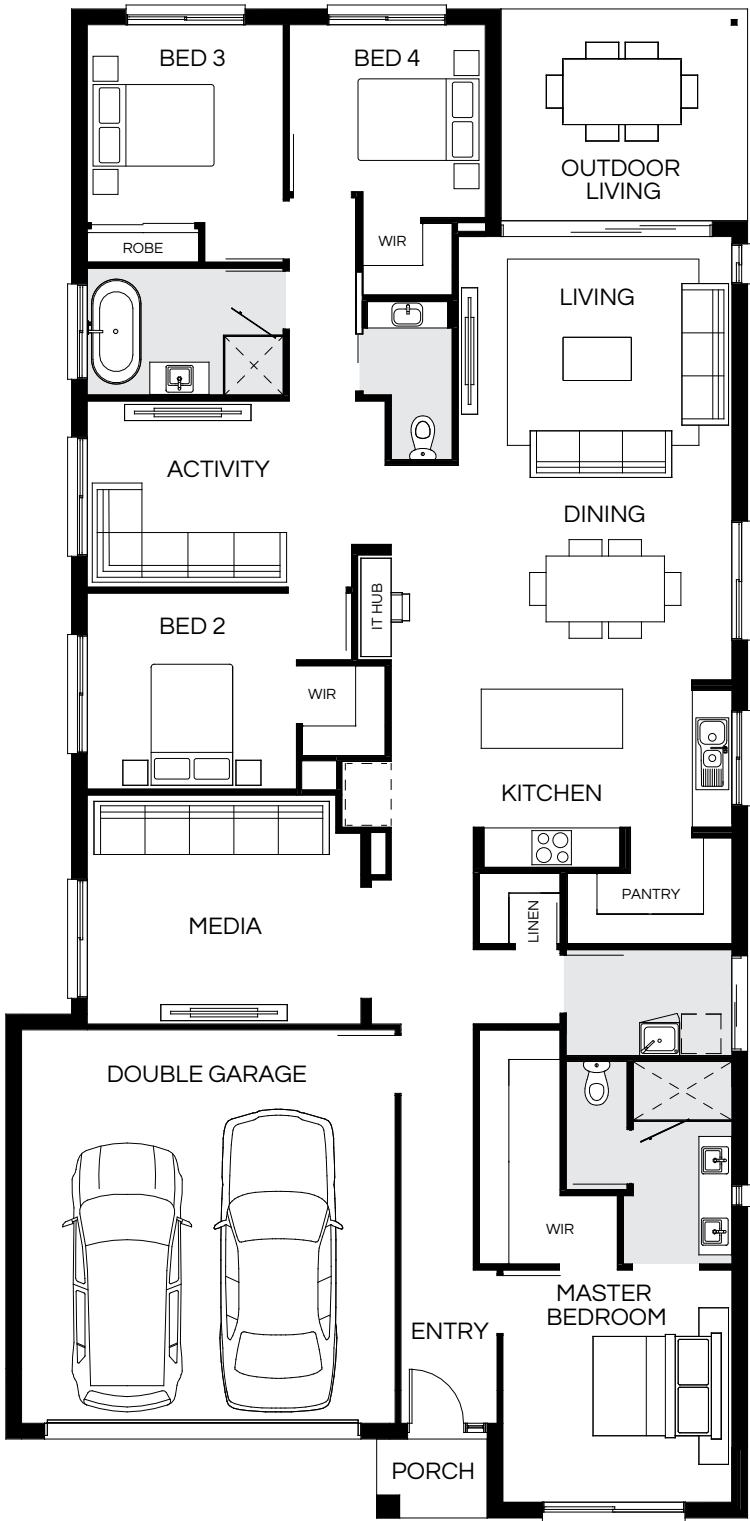 BED 3
BED 4
OUTDOOR
LIVING
ROBE
WIR
LIVING
ACTIVITY
DINING
IT HUB
BED 2
WIR
KITCHEN
PANTRY
LINEN
MEDIA
DOUBLE GARAGE
WIR
MASTER
BEDROOM
ENTRY
PORCH